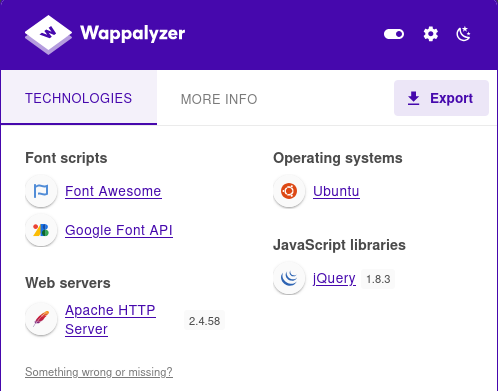 Wappalyzer
TECHNOLOGIES
MORE INFO
Export
Font scripts
Font Awesome
Google Font API
Web servers
Apache HTTP
Server
2.4.58
Something wrong or missing?
Operating systems
Ubuntu
JavaScript libraries
jQuery 1.8.3